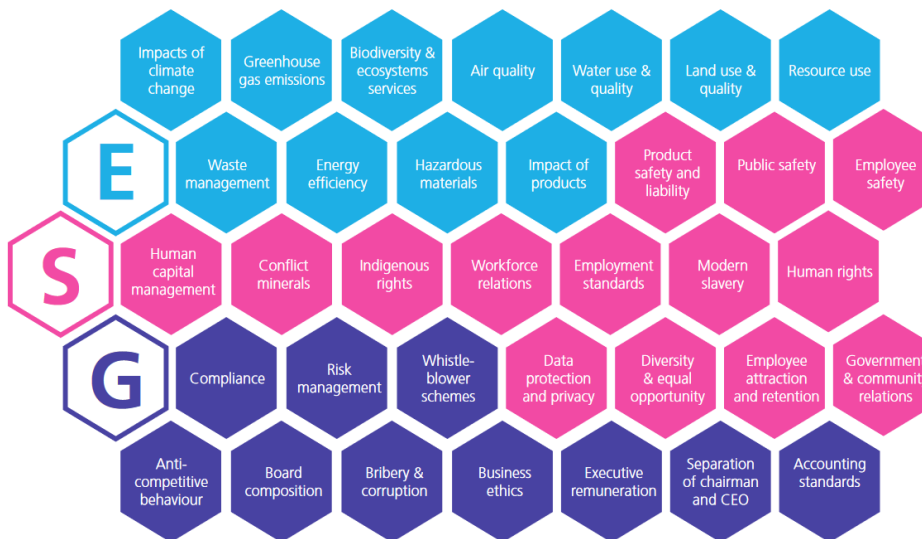 Impacts of
climate
change
Greenhouse
gas emissions
Biodiversity &
ecosystems
services
Air quality
Water use &
quality
Land use &
quality
Resource use
E
Waste
management
Energy
efficiency
Hazardous
materials
Impact of
products
Product
safety and
liability
Public safety
Employee
safety
S
Human
capital
management
Conflict
minerals
Indigenous
rights
Workforce
relations
Employment
standards
Modern
slavery
Human rights
G
Compliance
Risk
management
Whistle-
blower
schemes
Data
protection
and privacy
Diversity
& equal
opportunity
Employee
attraction
and retention
Government
& community
relations
Anti-
competitive
behaviour
Board
composition
Bribery &
corruption
Business
ethics
Executive
remuneration
Separation
of chairman
and CEO
Accounting
standards